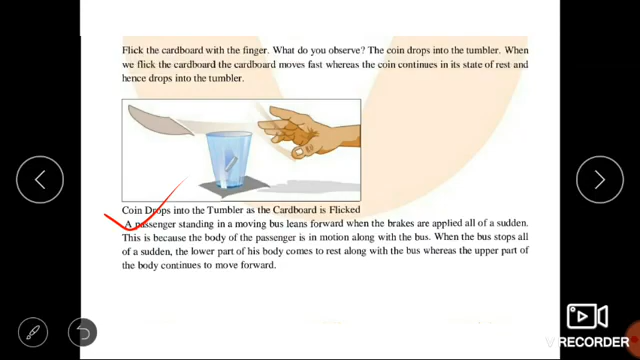 Flick the cardboard with the finger. What do you observe? The coin drops into the tumbler. When
we flick the cardboard the cardboard moves fast whereas the coin continues in its state of rest and
hence drops into the tumbler.
Coin Drops into the Tumbler as the Cardboard is Flicked
A passenger standing in a moving bus leans forward when the brakes are applied all of a sudden.
This is because the body of the passenger is in motion along with the bus. When the bus stops all
of a sudden, the lower part of his body comes to rest along with the bus whereas the upper part of
the body continues to move forward.
V RECORDER